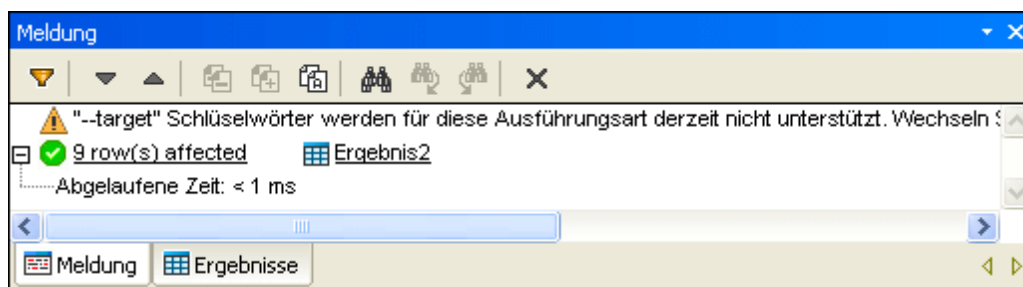 Meldung
"--target" Schlüselwörter werden für diese Ausführungsart derzeit nicht unterstützt. Wechseln
9 row(s) affected Ergebnis2
Abgelaufene Zeit: < 1 ms
Meldung Ergebnisse